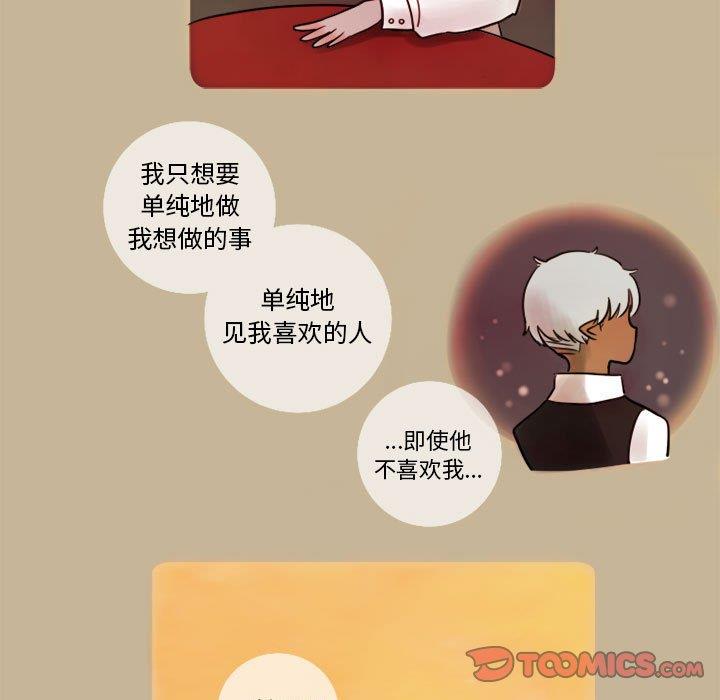 我只想要
单纯地做
我想做的事
单纯地
见我喜欢的人
...即使他
不喜欢我...
TOOMICS.COM